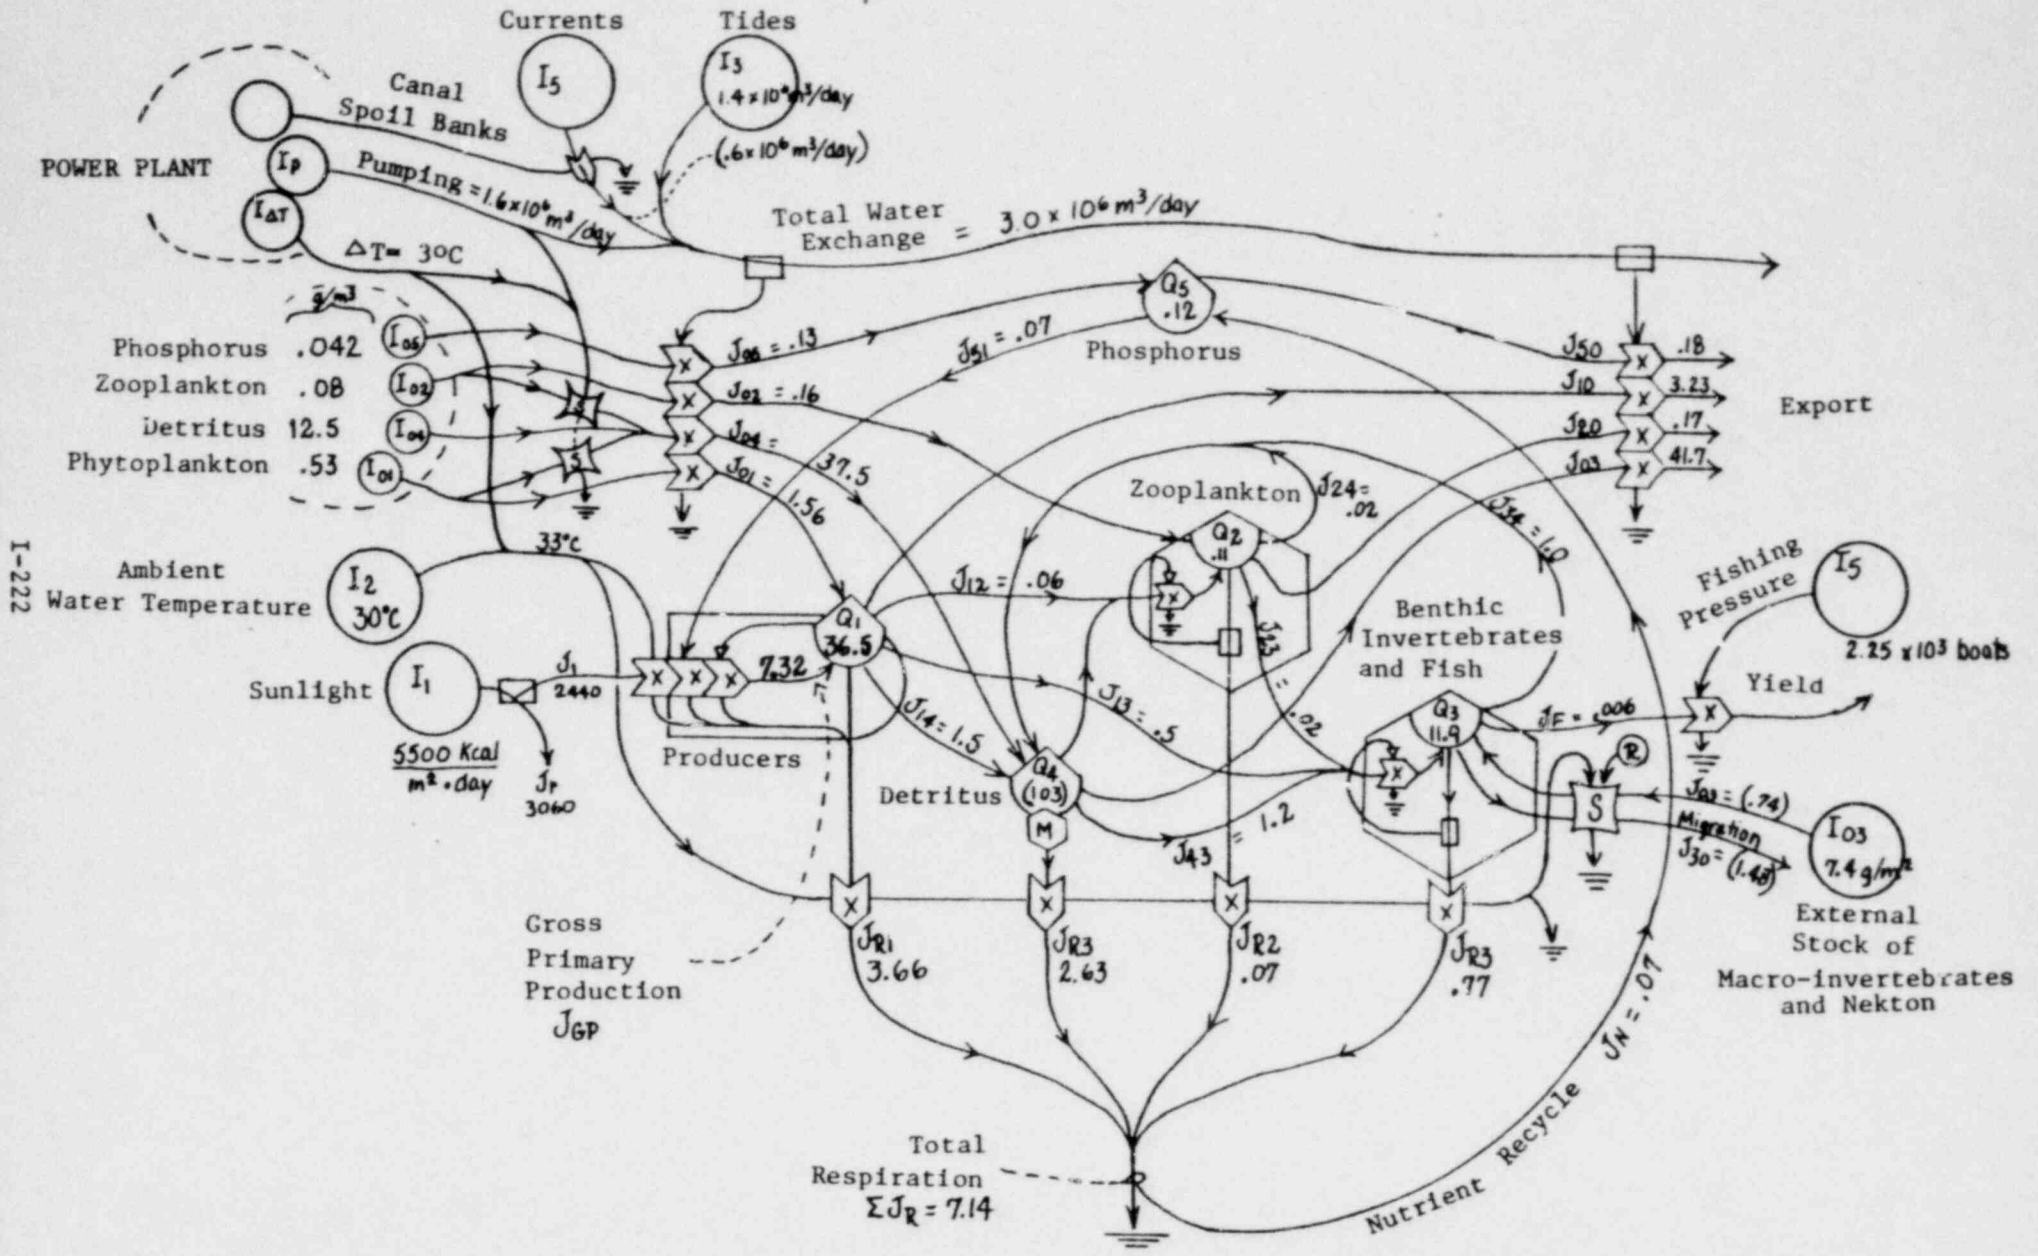 Currents
Tides
I5
I3
1.4 x 10⁶ m³/day
(.6x10⁶ m³/day)
Canal
Spoil Banks
POWER PLANT
Ip
IΔT
Pumping = 1.6x10⁶ m³/day
ΔT= 3°C
Total Water
Exchange = 3.0 x 10⁶ m³/day
g/m³
Phosphorus .042 I05
Zooplankton .08 I02
Detritus 12.5 I04
Phytoplankton .53 I01
S
S
X
X
X
X
J05 = .13
J02 = .16
J04 = 37.5
J01 = 1.56
Q5
.12
Phosphorus
J51 = .07
J50 X .18
J10 X 3.23
J20 X .17
J03 X 41.7
Export
Zooplankton
J24= .02
Q2
.11
X
J34 = 1.0
I-222
Ambient
Water Temperature
I2
30°C
33°C
J12 = .06
Q1
36.5
J23 = .02
Benthic
Invertebrates
and Fish
Fishing
Pressure
I5
2.25 x10³ boats
Sunlight
I1
5500 Kcal
m² . day
J1
2440
Jr
3060
X X X
7.32
Producers
J14 = 1.5
J13 = .5
Q3
11.9
X
JF = .006
X
Yield
Detritus
Q4
(103)
M
J43 = 1.2
R
S
J03 = (.74)
Migration
J30 = (1.48)
I03
7.4 g/m²
External
Stock of
Macro-invertebrates
and Nekton
Gross
Primary
Production
JGP
X
X
X
X
JR1
3.66
JR3
2.63
JR2
.07
JR3
.77
Total
Respiration
ΣJR = 7.14
Nutrient Recycle JN = .07